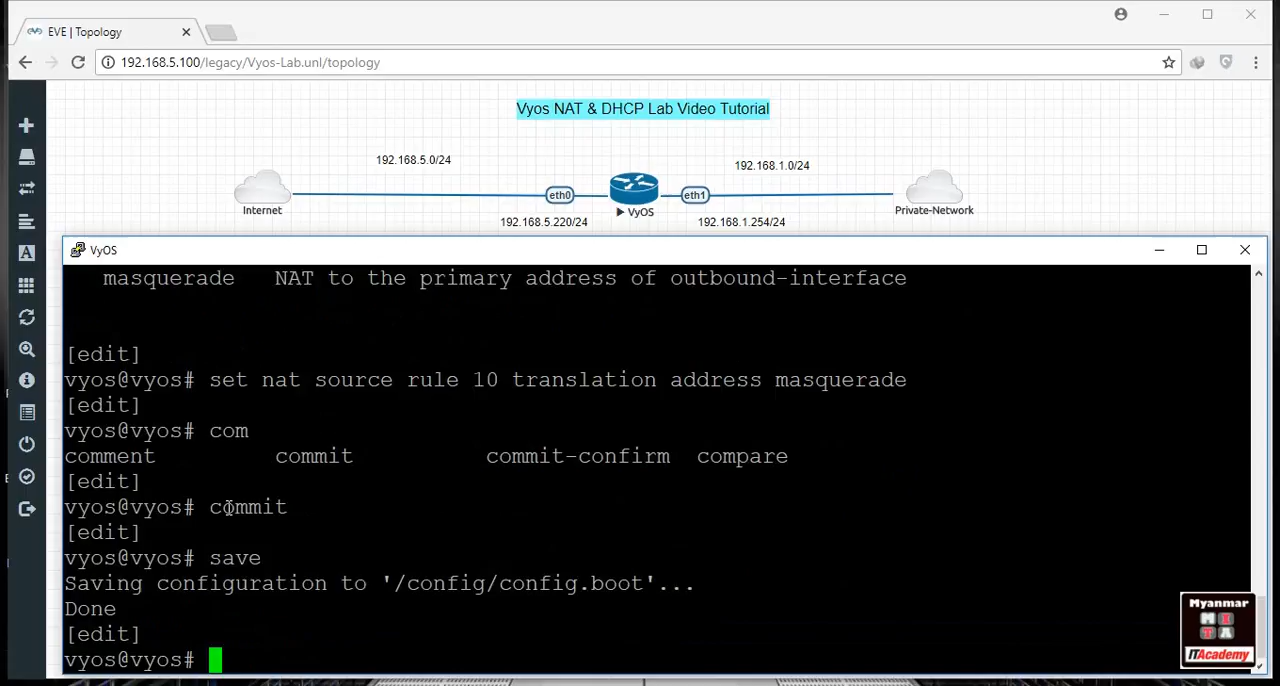 EVE | Topology
192.168.5.100/legacy/Vyos-Lab.unl/topology
Vyos NAT & DHCP Lab Video Tutorial
192.168.5.0/24
192.168.1.0/24
eth0
eth1
Internet
VyOS
Private-Network
192.168.5.220/24
192.168.1.254/24
VyOS
masquerade NAT to the primary address of outbound-interface
[edit]
vyos@vyos# set nat source rule 10 translation address masquerade
[edit]
vyos@vyos# com
comment commit commit-confirm compare
[edit]
vyos@vyos# commit
[edit]
vyos@vyos# save
Saving configuration to '/config/config.boot'...
Done
[edit]
vyos@vyos#
Myanmar
M I
T A
ITAcademy